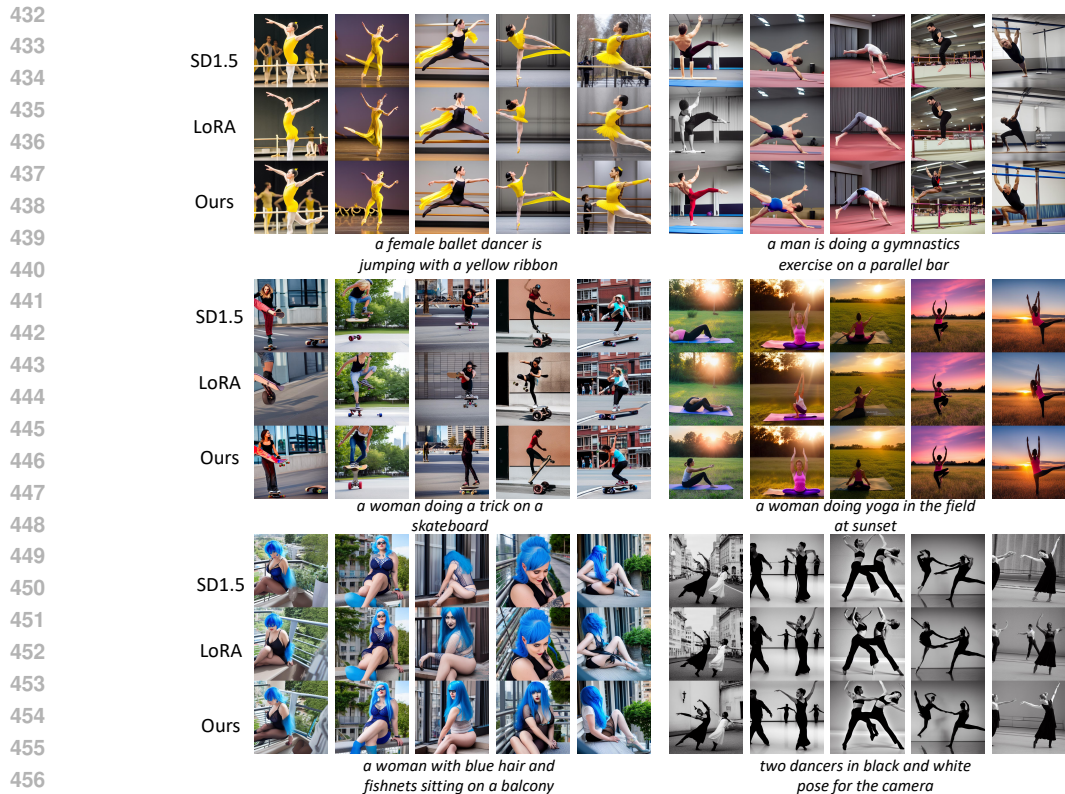 432
433
434
435
436
437
438
439
440
441
442
443
444
445
446
447
448
449
450
451
452
453
454
455
456
SD1.5
LoRA
Ours
a female ballet dancer is
jumping with a yellow ribbon
a man is doing a gymnastics
exercise on a parallel bar
SD1.5
LoRA
Ours
a woman doing a trick on a
skateboard
a woman doing yoga in the field
at sunset
SD1.5
LoRA
Ours
a woman with blue hair and
fishnets sitting on a balcony
two dancers in black and white
pose for the camera